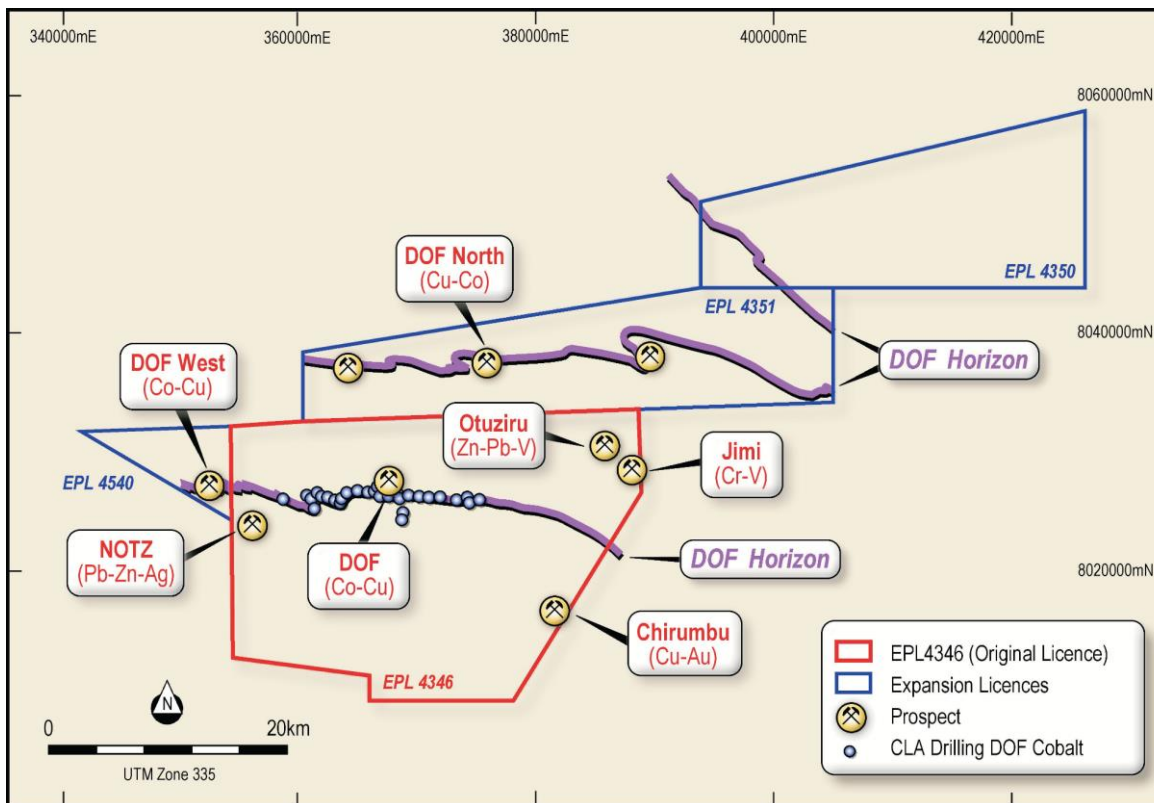 340000mE
360000mE
380000mE
400000mE
420000mE
8060000mN
DOF North
(Cu-Co)
EPL 4350
EPL 4351
8040000mN
DOF West
(Co-Cu)
DOF Horizon
Otuziru
(Zn-Pb-V)
Jimi
(Cr-V)
EPL 4540
NOTZ
(Pb-Zn-Ag)
DOF
(Co-Cu)
DOF Horizon
8020000mN
Chirumbu
(Cu-Au)
EPL 4346
N
0
20km
UTM Zone 335
EPL4346 (Original Licence)
Expansion Licences
Prospect
CLA Drilling DOF Cobalt